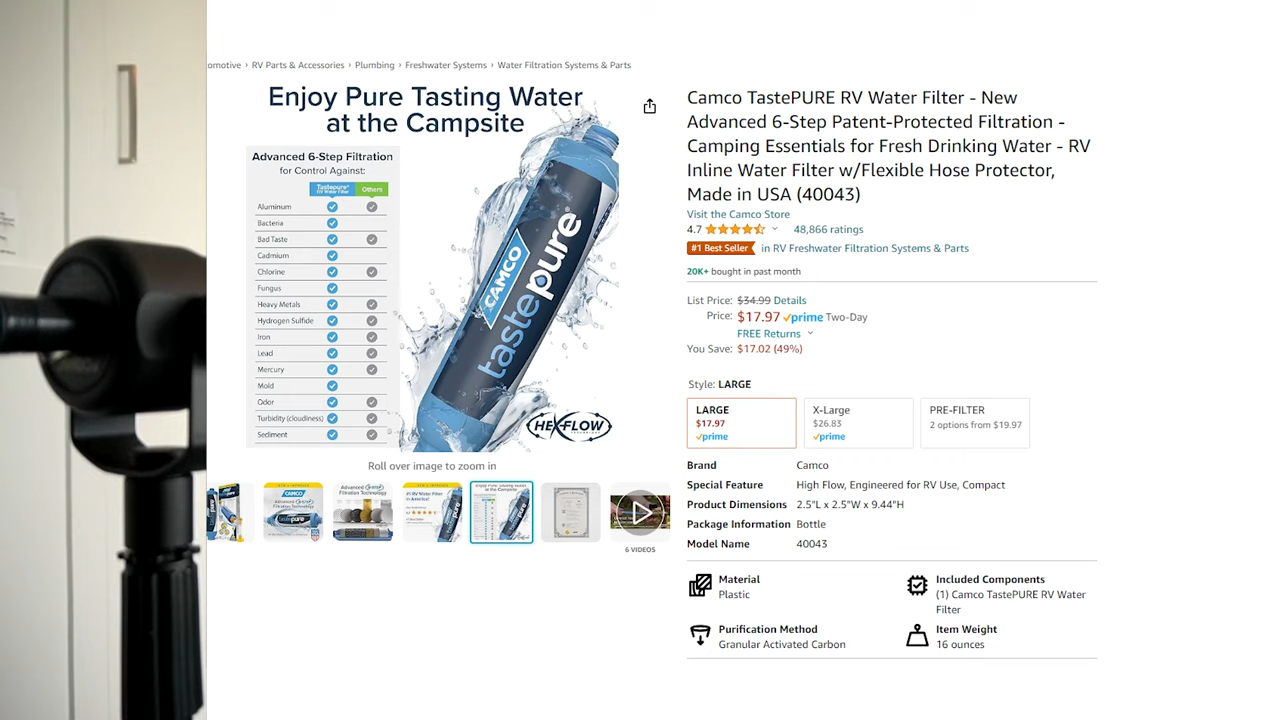 omotive › RV Parts & Accessories › Plumbing › Freshwater Systems › Water Filtration Systems & Parts
Enjoy Pure Tasting Water
at the Campsite
Advanced 6-Step Filtration
for Control Against:
Tastepure® Others
RV Water Filter
Aluminum
Bacteria
Bad Taste
Cadmium
Chlorine
Fungus
Heavy Metals
Hydrogen Sulfide
Iron
Lead
Mercury
Mold
Odor
Turbidity (cloudiness)
Sediment
CAMCO
tastepure
HEXFLOW
Roll over image to zoom in
CAMCO
6 VIDEOS
Camco TastePURE RV Water Filter - New
Advanced 6-Step Patent-Protected Filtration -
Camping Essentials for Fresh Drinking Water - RV
Inline Water Filter w/Flexible Hose Protector,
Made in USA (40043)
Visit the Camco Store
4.7 48,866 ratings
#1 Best Seller in RV Freshwater Filtration Systems & Parts
20K+ bought in past month
List Price: $34.99 Details
Price: $17.97 prime Two-Day
FREE Returns
You Save: $17.02 (49%)
Style: LARGE
LARGE
$17.97
prime
X-Large
$26.83
prime
PRE-FILTER
2 options from $19.97
Brand Camco
Special Feature High Flow, Engineered for RV Use, Compact
Product Dimensions 2.5"L x 2.5"W x 9.44"H
Package Information Bottle
Model Name 40043
Material
Plastic
Included Components
(1) Camco TastePURE RV Water
Filter
Purification Method
Granular Activated Carbon
Item Weight
16 ounces